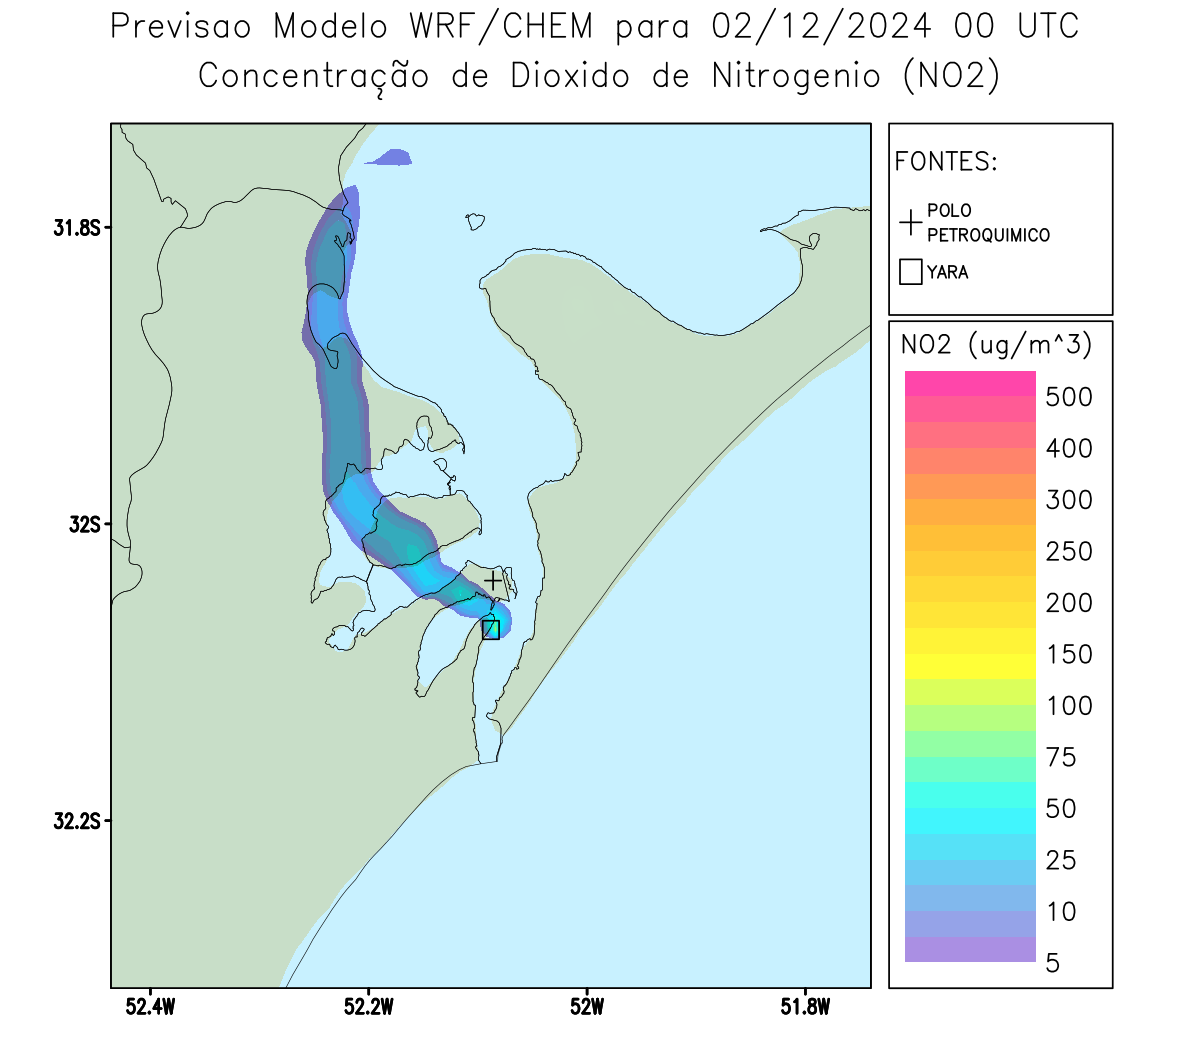 Previsao Modelo WRF/CHEM para 02/12/2024 00 UTC
Concentração de Dioxido de Nitrogenio (NO2)
FONTES:
POLO
PETROQUIMICO
YARA
NO2 (ug/m^3)
500
400
300
250
200
150
100
75
50
25
10
5
31.8S
32S
32.2S
52.4W
52.2W
52W
51.8W